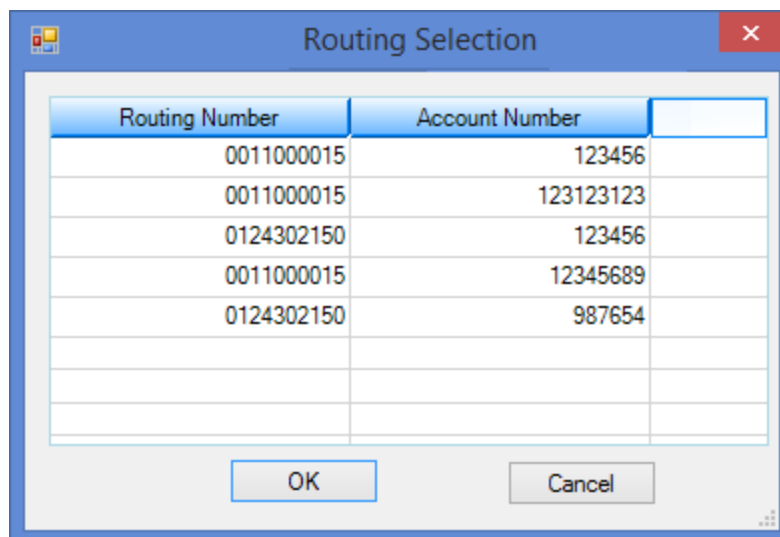 Routing Selection
Routing Number Account Number
0011000015 123456
0011000015 123123123
0124302150 123456
0011000015 12345689
0124302150 987654
OK Cancel